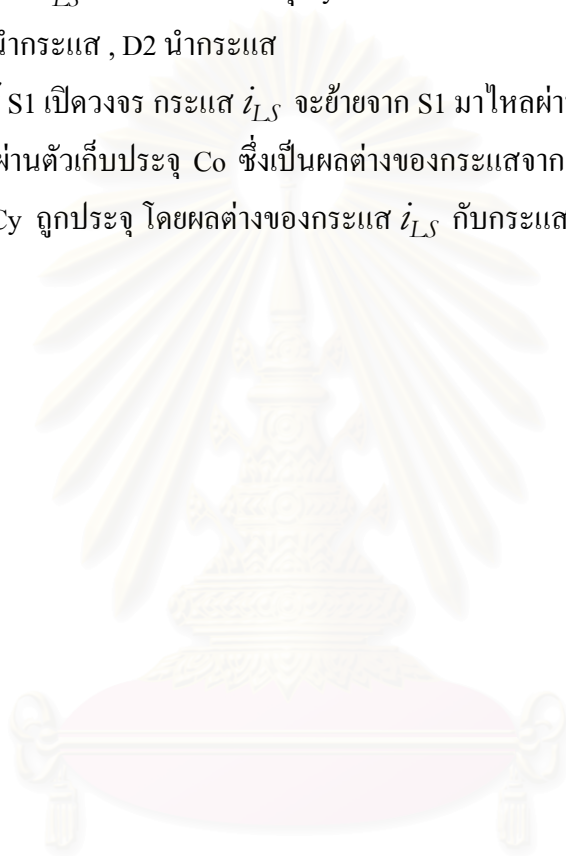 นำกระแส , D2 นำกระแส
S1 เปิดวงจร กระแส i_{LS} จะย้ายจาก S1 มาไหลผ่า
ผ่านตัวเก็บประจุ Co ซึ่งเป็นผลต่างของกระแสจาก
Cy ถูกประจุ โดยผลต่างของกระแส i_{LS} กับกระแส